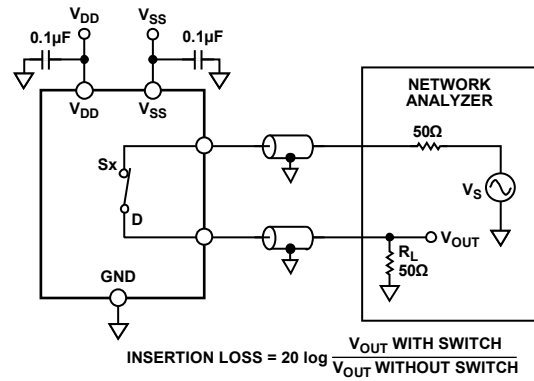 VDD
VSS
0.1µF
0.1µF
VDD
VSS
NETWORK
ANALYZER
50Ω
Sx
VS
D
VOUT
RL
50Ω
GND
INSERTION LOSS = 20 log VOUT WITH SWITCH
VOUT WITHOUT SWITCH